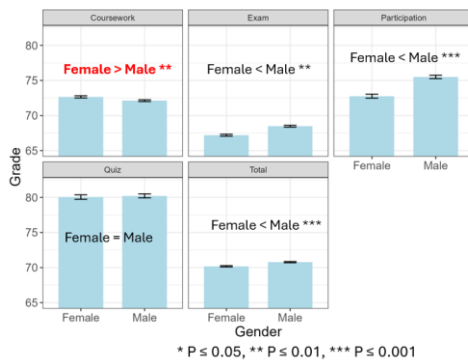 Coursework
Exam
Participation
Female > Male **
Female < Male **
Female < Male ***
80
75
70
65
Female
Male
Quiz
Total
Female = Male
Female < Male ***
80
75
70
65
Female
Male
Female
Male
Grade
Gender
* P ≤ 0.05, ** P ≤ 0.01, *** P ≤ 0.001